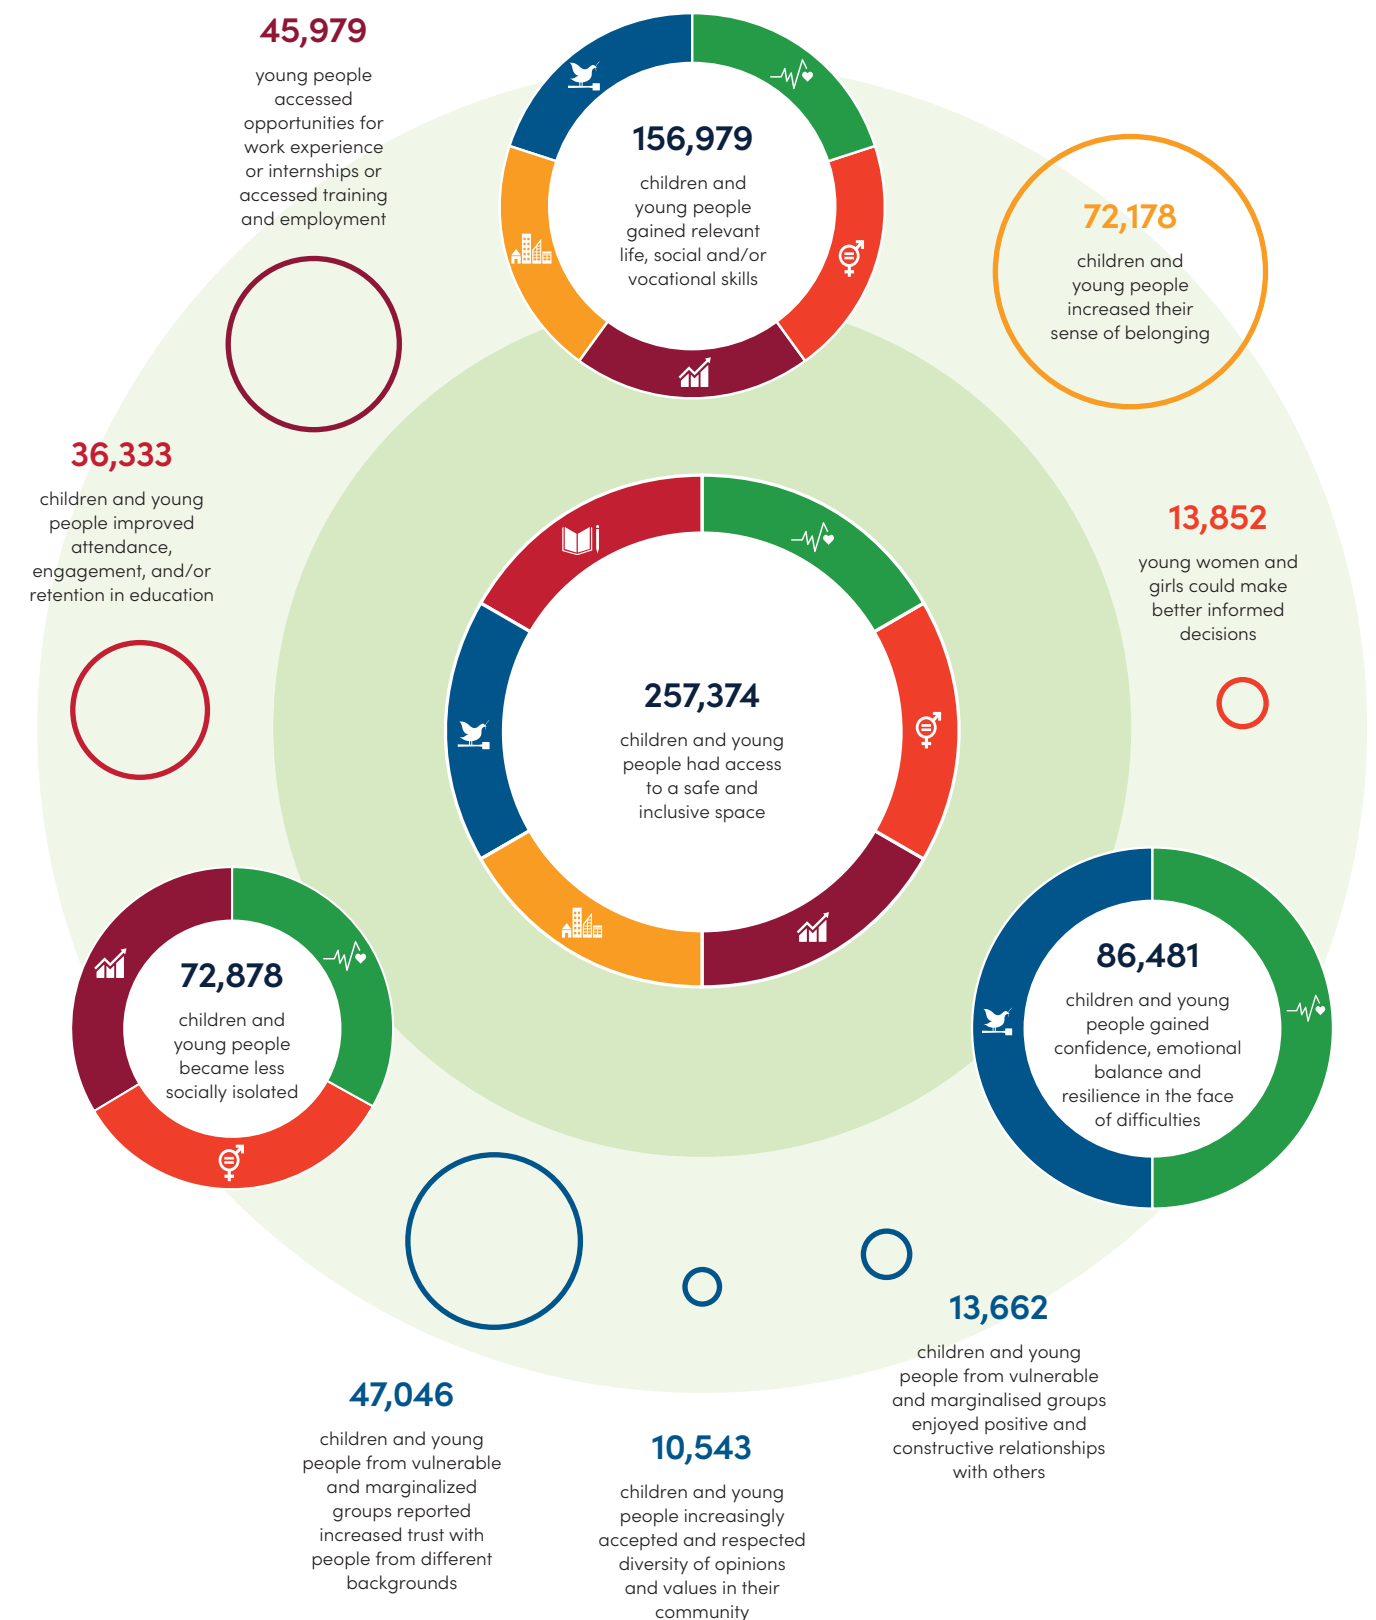 45,979
young people
accessed
opportunities for
work experience
or internships or
accessed training
and employment
156,979
children and
young people
gained relevant
life, social and/or
vocational skills
72,178
children and
young people
increased their
sense of belonging
36,333
children and young
people improved
attendance,
engagement, and/or
retention in education
257,374
children and young
people had access
to a safe and
inclusive space
13,852
young women and
girls could make
better informed
decisions
72,878
children and
young people
became less
socially isolated
86,481
children and young
people gained
confidence, emotional
balance and
resilience in the face
of difficulties
47,046
children and young
people from vulnerable
and marginalized
groups reported
increased trust with
people from different
backgrounds
10,543
children and young
people increasingly
accepted and respected
diversity of opinions
and values in their
community
13,662
children and young
people from vulnerable
and marginalised groups
enjoyed positive and
constructive relationships
with others